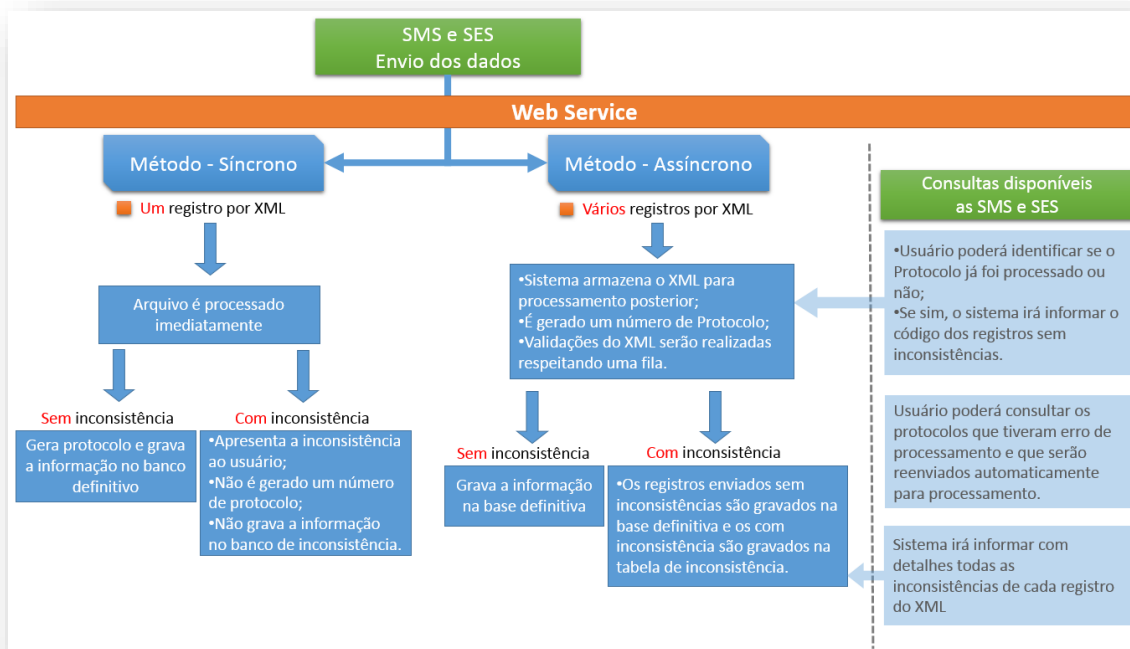 SMS e SES
Envio dos dados
Web Service
Método - Síncrono
Um registro por XML
Arquivo é processado
imediatamente
Sem inconsistência
Gera protocolo e grava
a informação no banco
definitivo
Com inconsistência
•Apresenta a inconsistência
ao usuário;
•Não é gerado um número
de protocolo;
•Não grava a informação
no banco de inconsistência.
Método - Assíncrono
Vários registros por XML
•Sistema armazena o XML para
processamento posterior;
•É gerado um número de Protocolo;
•Validações do XML serão realizadas
respeitando uma fila.
Sem inconsistência
Grava a informação
na base definitiva
Com inconsistência
•Os registros enviados sem
inconsistências são gravados na
base definitiva e os com
inconsistência são gravados na
tabela de inconsistência.
Consultas disponíveis
as SMS e SES
•Usuário poderá identificar se o
Protocolo já foi processado ou
não;
•Se sim, o sistema irá informar o
código dos registros sem
inconsistências.
Usuário poderá consultar os
protocolos que tiveram erro de
processamento e que serão
reenviados automaticamente
para processamento.
Sistema irá informar com
detalhes todas as
inconsistências de cada registro
do XML